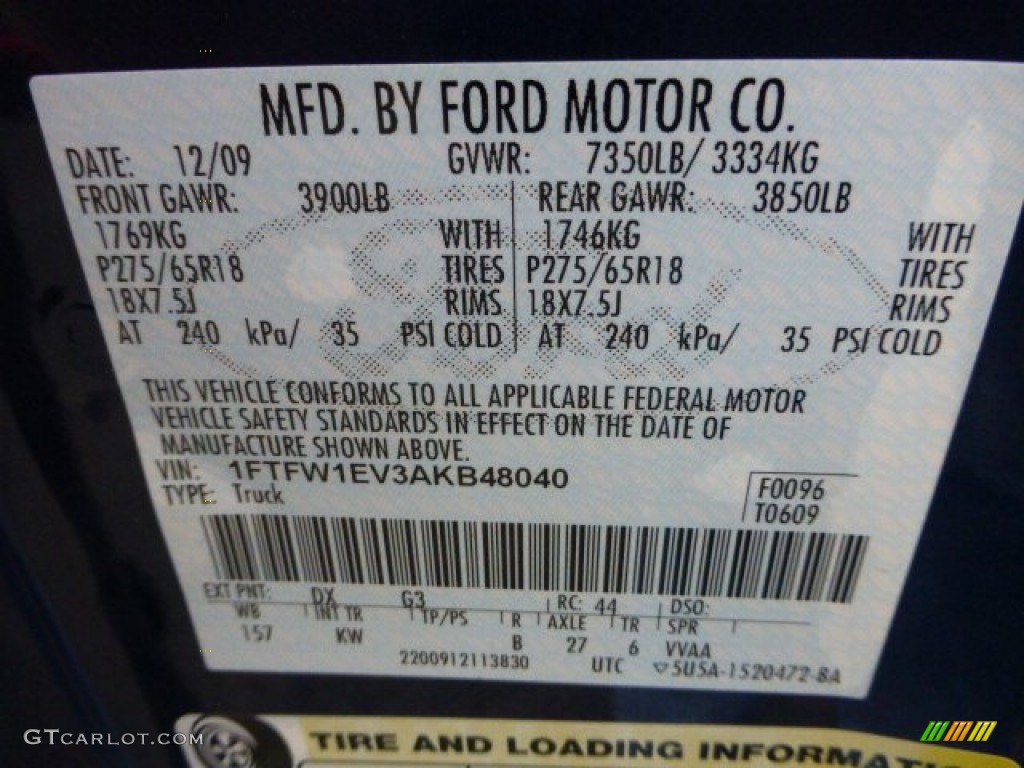 MFD. BY FORD MOTOR CO.
DATE: 12/09 GVWR: 7350LB/ 3334KG
FRONT GAWR: 3900LB REAR GAWR: 3850LB
1769KG WITH 1746KG WITH
P275/65R18 TIRES P275/65R18 TIRES
18X7.5J RIMS 18X7.5J RIMS
AT 240 kPa/ 35 PSI COLD AT 240 kPa/ 35 PSI COLD
THIS VEHICLE CONFORMS TO ALL APPLICABLE FEDERAL MOTOR
VEHICLE SAFETY STANDARDS IN EFFECT ON THE DATE OF
MANUFACTURE SHOWN ABOVE.
VIN: 1FTFW1EV3AKB48040
TYPE: Truck
F0096
T0609
EXT PNT: DX G3 RC: 44 DSO:
WB INT TR TP/PS R AXLE TR SPR
157 KW B 27 6 VVAA
2200912113830 UTC ▽5U5A-1520472-BA
TIRE AND LOADING INFORMATION
GTCARLOT.COM